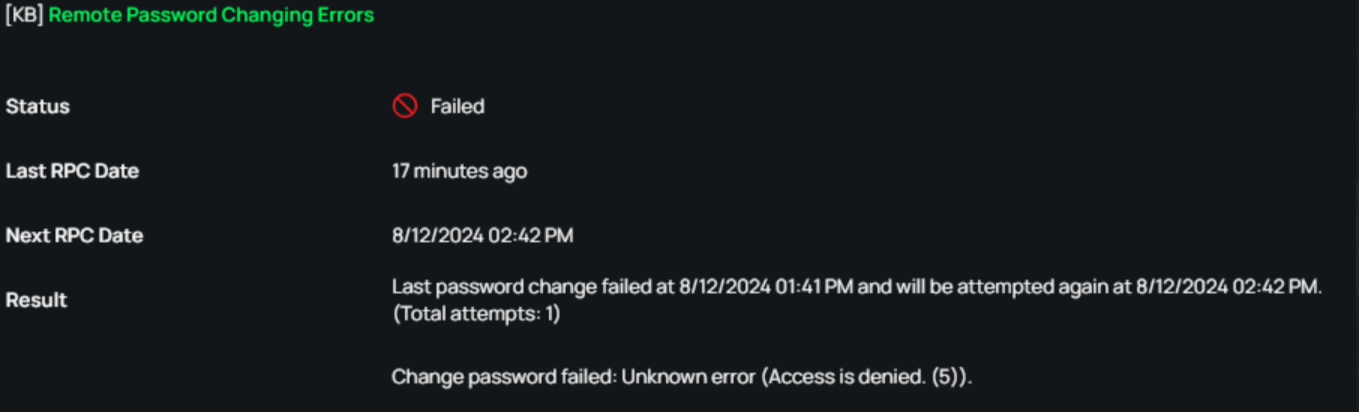 [KB] Remote Password Changing Errors
Status
Failed
Last RPC Date
17 minutes ago
Next RPC Date
8/12/2024 02:42 PM
Result
Last password change failed at 8/12/2024 01:41 PM and will be attempted again at 8/12/2024 02:42 PM.
(Total attempts: 1)
Change password failed: Unknown error (Access is denied. (5)).